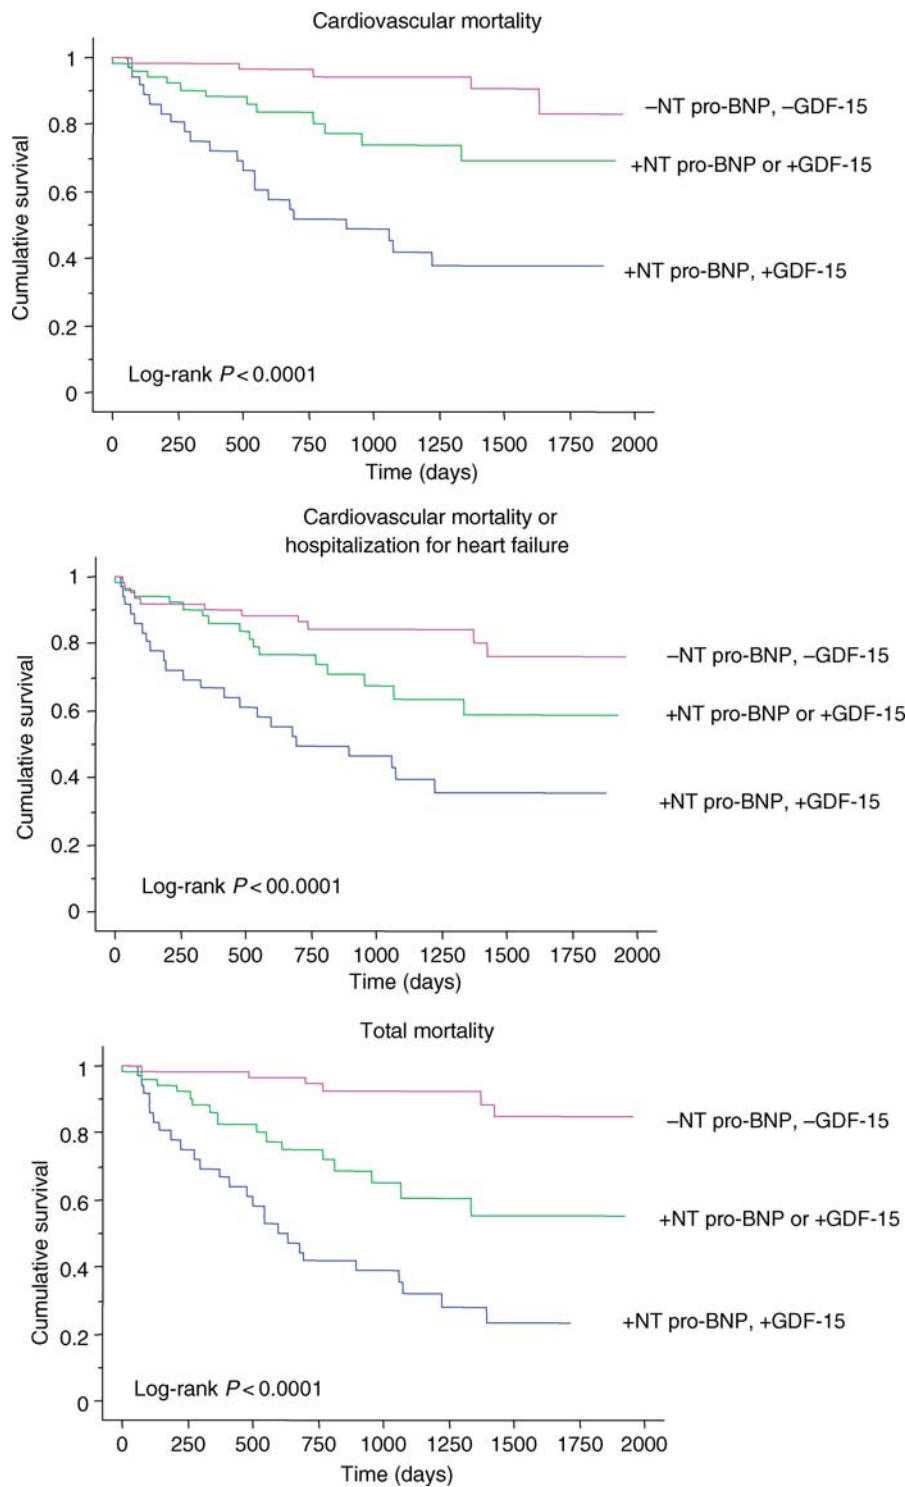 Cardiovascular mortality
1
0.8
0.6
0.4
0.2
0
Cumulative survival
–NT pro-BNP, –GDF-15
+NT pro-BNP or +GDF-15
+NT pro-BNP, +GDF-15
Log-rank P < 0.0001
0 250 500 750 1000 1250 1500 1750 2000
Time (days)
Cardiovascular mortality or
hospitalization for heart failure
1
0.8
0.6
0.4
0.2
0
Cumulative survival
–NT pro-BNP, –GDF-15
+NT pro-BNP or +GDF-15
+NT pro-BNP, +GDF-15
Log-rank P < 00.0001
0 250 500 750 1000 1250 1500 1750 2000
Time (days)
Total mortality
1
0.8
0.6
0.4
0.2
0
Cumulative survival
–NT pro-BNP, –GDF-15
+NT pro-BNP or +GDF-15
+NT pro-BNP, +GDF-15
Log-rank P < 0.0001
0 250 500 750 1000 1250 1500 1750 2000
Time (days)